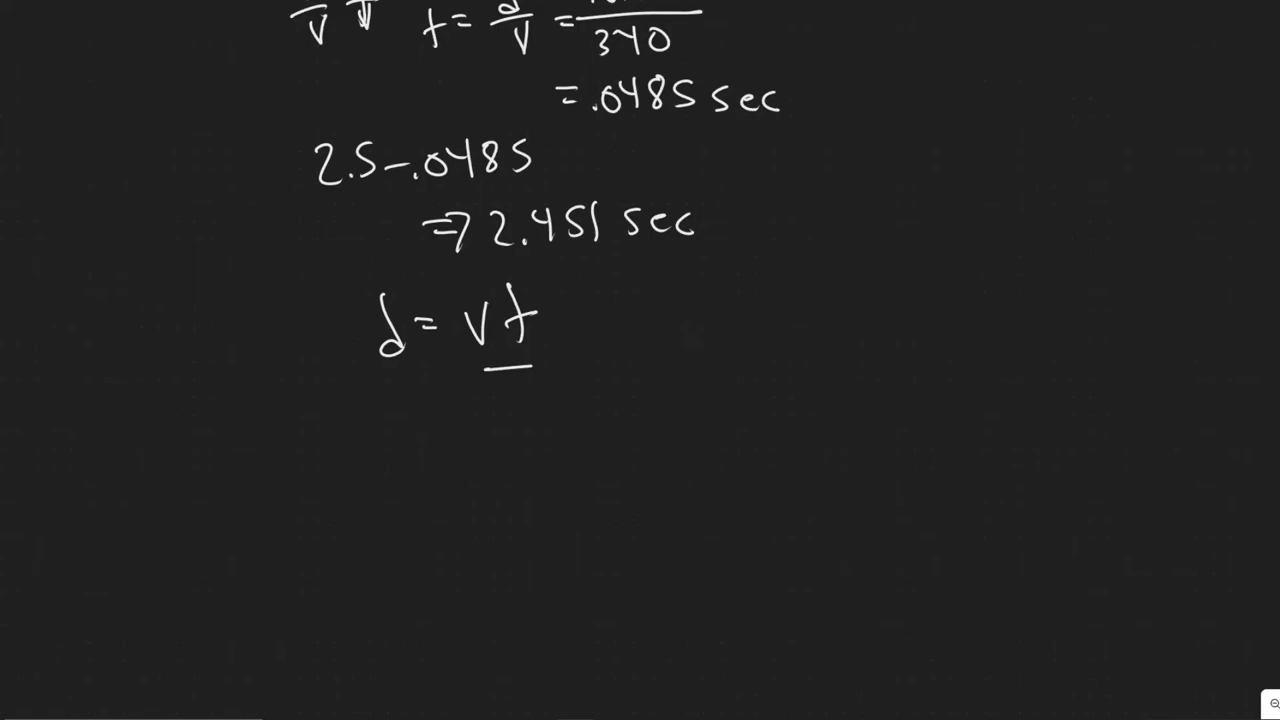 V V t = d/V = /340
= .0485 sec
2.5 - .0485
=> 2.451 sec
d = vt